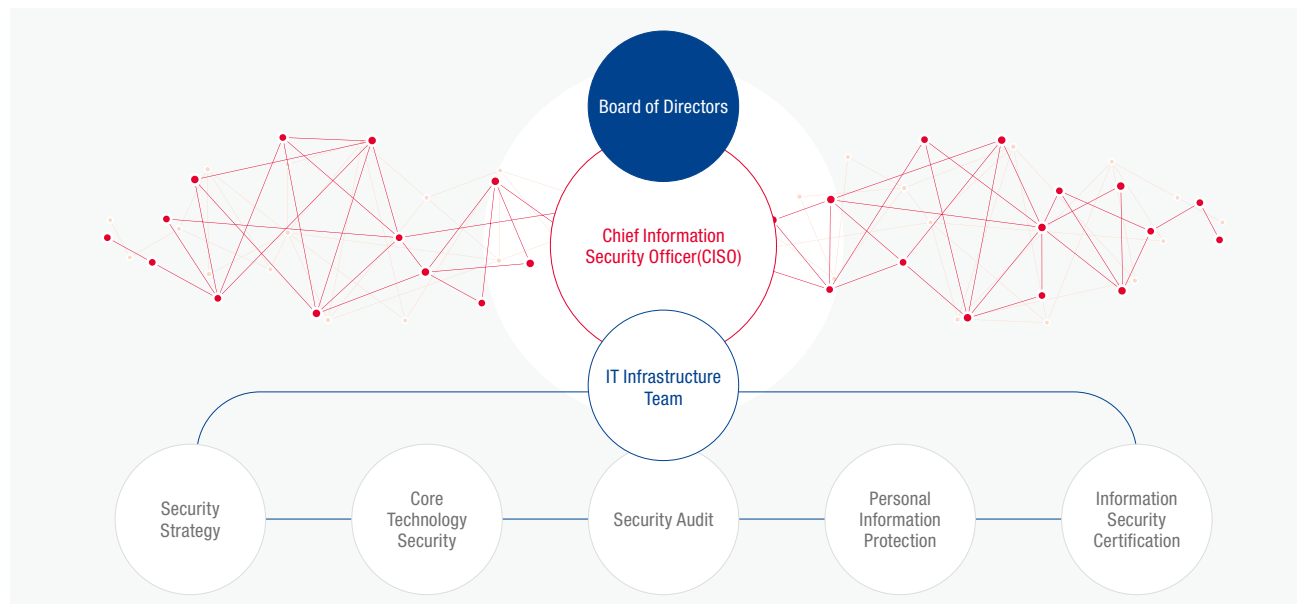 Board of Directors
Chief Information
Security Officer(CISO)
IT Infrastructure
Team
Security
Strategy
Core
Technology
Security
Security Audit
Personal
Information
Protection
Information
Security
Certification